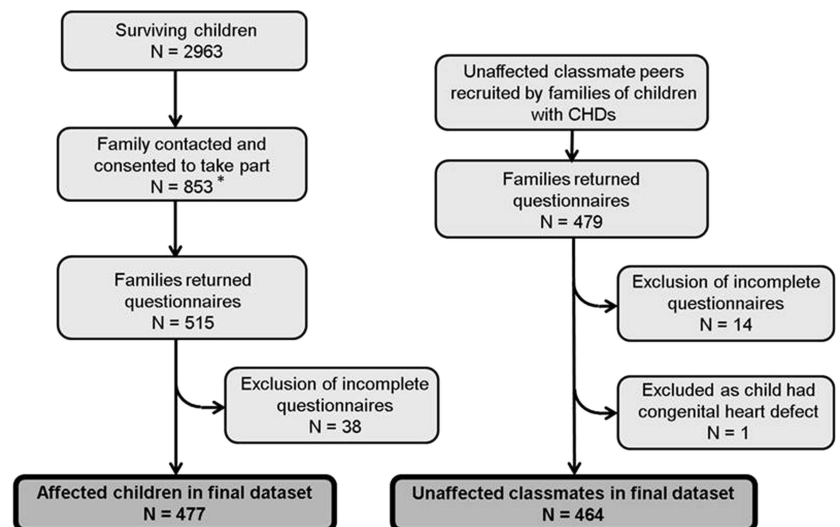 Surviving children
N = 2963
Family contacted and
consented to take part
N = 853*
Families returned
questionnaires
N = 515
Exclusion of incomplete
questionnaires
N = 38
Affected children in final dataset
N = 477
Unaffected classmate peers
recruited by families of children
with CHDs
Families returned
questionnaires
N = 479
Exclusion of incomplete
questionnaires
N = 14
Excluded as child had
congenital heart defect
N = 1
Unaffected classmates in final dataset
N = 464